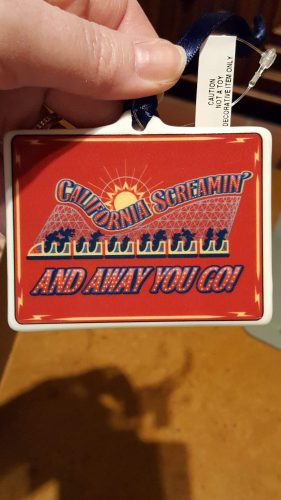 CAUTION
NOT A TOY
DECORATIVE ITEM ONLY
CALIFORNIA SCREAMIN'
AND AWAY YOU GO!